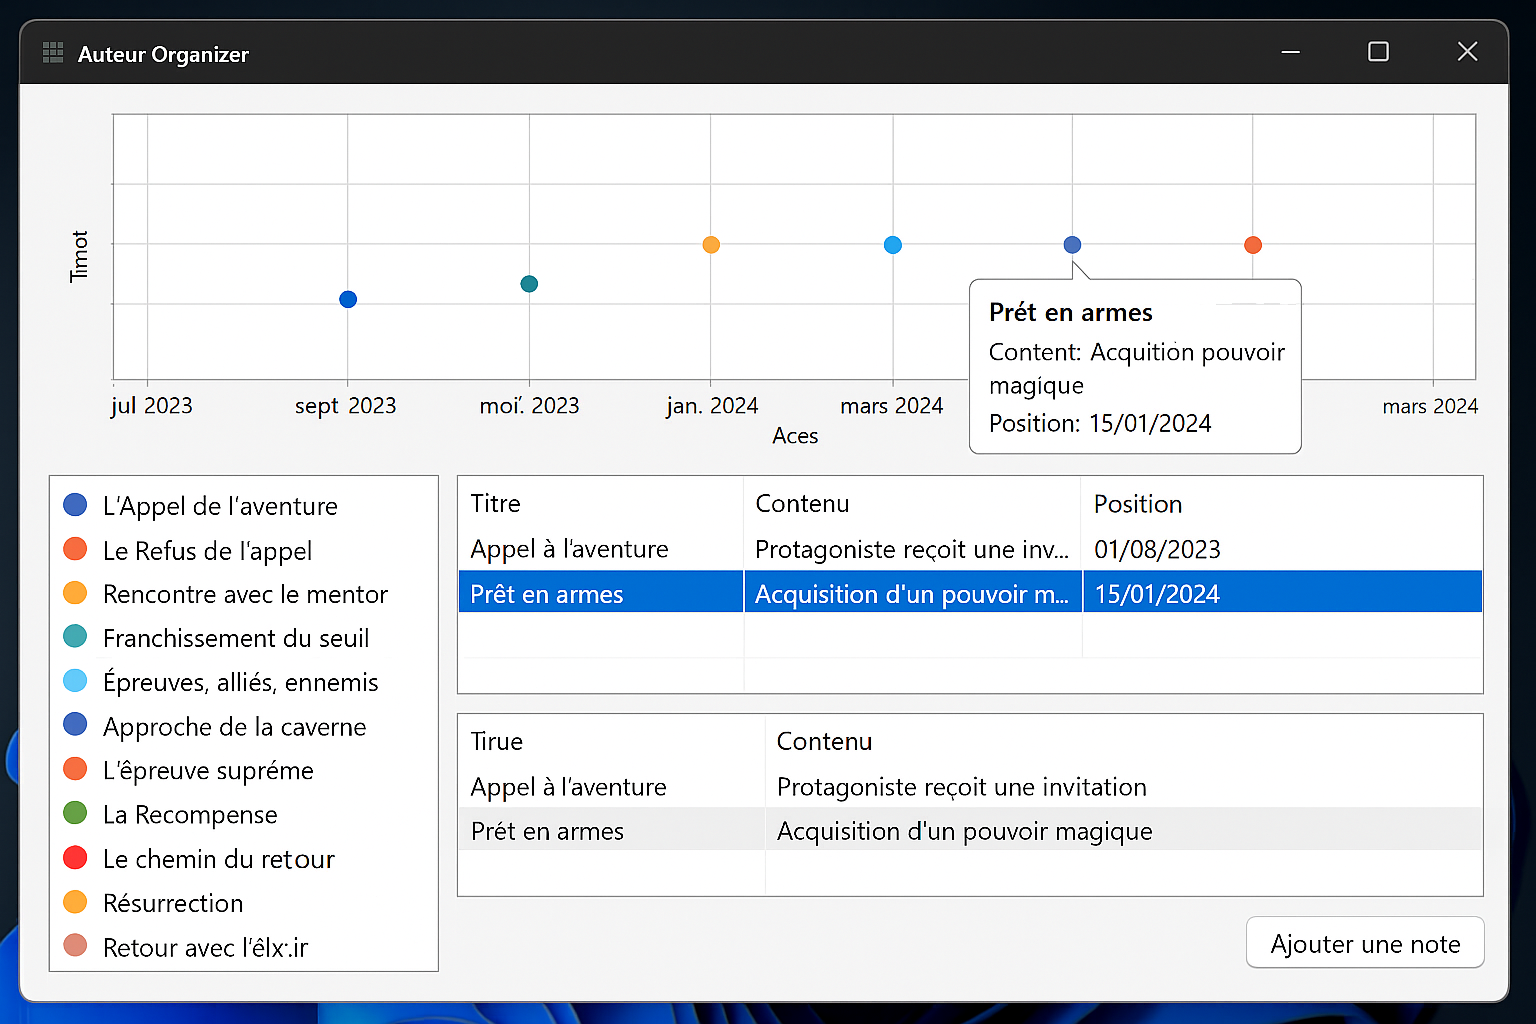 Auteur Organizer
Timot
jul 2023
sept 2023
moï. 2023
jan. 2024
mars 2024
mars 2024
Aces
Prét en armes
Content: Acquition pouvoir
magique
Position: 15/01/2024
L'Appel de l'aventure
Le Refus de l'appel
Rencontre avec le mentor
Franchissement du seuil
Épreuves, alliés, ennemis
Approche de la caverne
L'êpreuve supréme
La Recompense
Le chemin du retour
Résurrection
Retour avec l'êlx:.ir
Titre Contenu Position
Appel à l'aventure Protagoniste reçoit une inv... 01/08/2023
Prêt en armes Acquisition d'un pouvoir m... 15/01/2024
Tirue Contenu
Appel à l'aventure Protagoniste reçoit une invitation
Prét en armes Acquisition d'un pouvoir magique
Ajouter une note